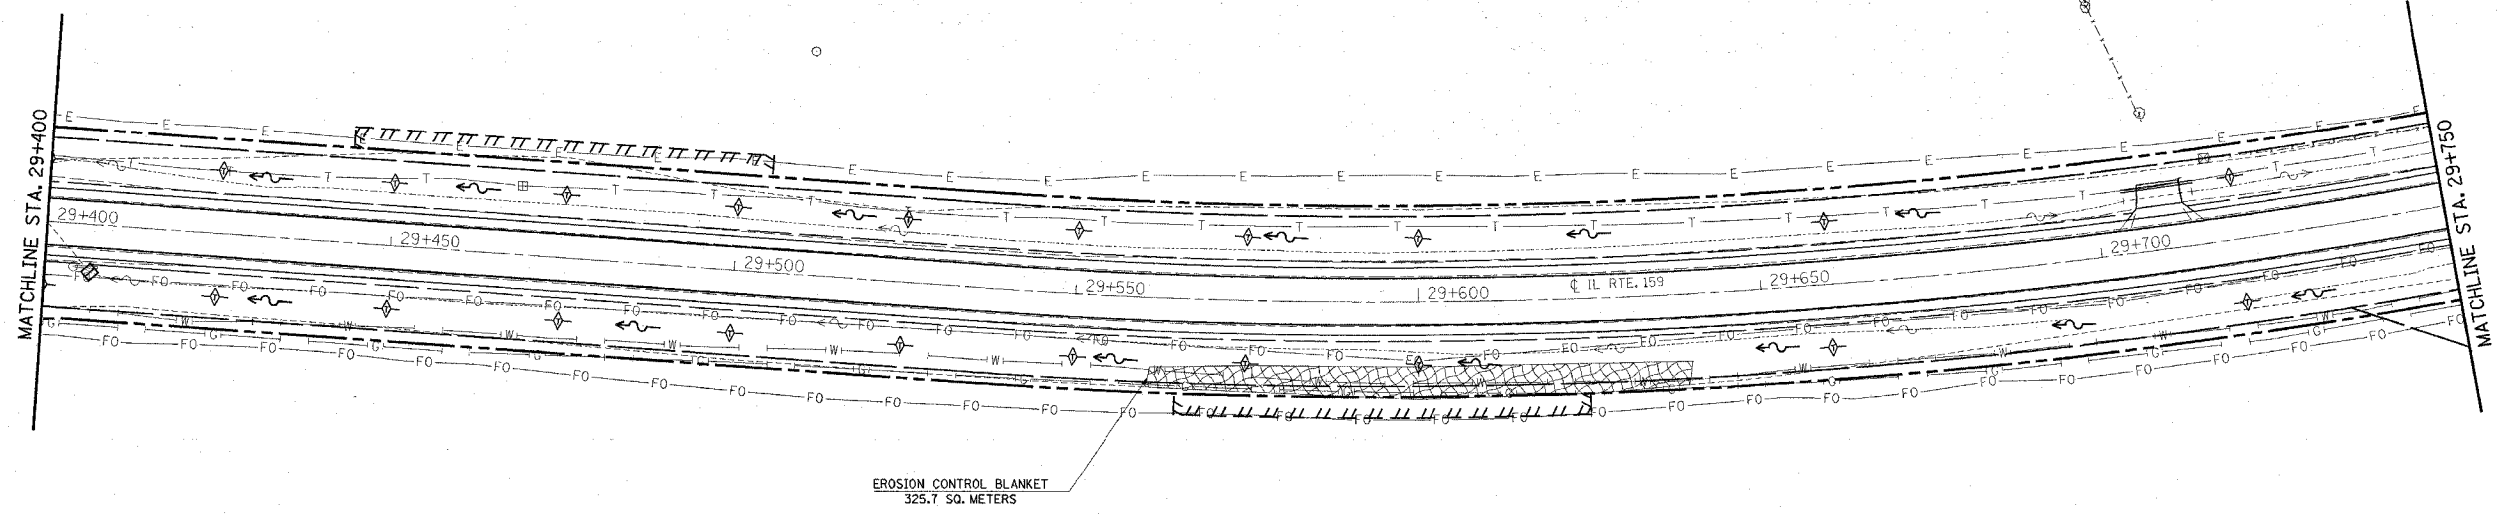 MATCHLINE STA. 29+400
29+400
29+450
29+500
29+550
29+600
℄ IL RTE. 159
29+650
29+700
MATCHLINE STA. 29+750
EROSION CONTROL BLANKET
325.7 SQ. METERS